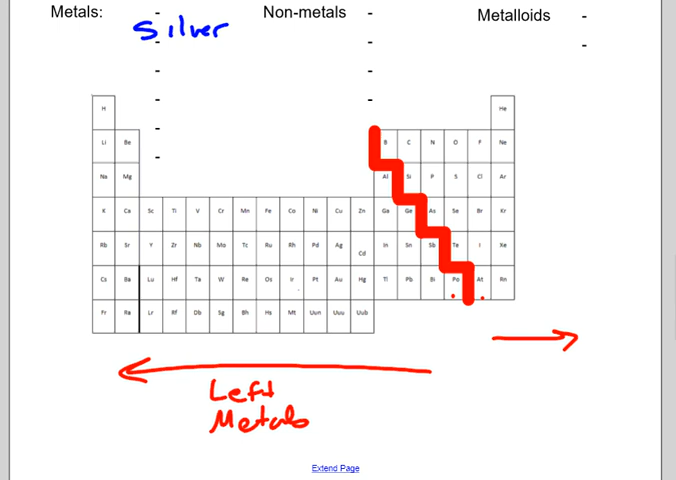 Metals: - Non-metals - Metalloids -
Silver
- - -
- -
- -
H He
-
Li Be B C N O F Ne
-
Na Mg Al Si P S Cl Ar
K Ca Sc Ti V Cr Mn Fe Co Ni Cu Zn Ga Ge As Se Br Kr
Rb Sr Y Zr Nb Mo Tc Ru Rh Pd Ag Cd In Sn Sb Te I Xe
Cs Ba Lu Hf Ta W Re Os Ir Pt Au Hg Tl Pb Bi Po At Rn
Fr Ra Lr Rf Db Sg Bh Hs Mt Uun Uuu Uub
Left
Metals
Extend Page